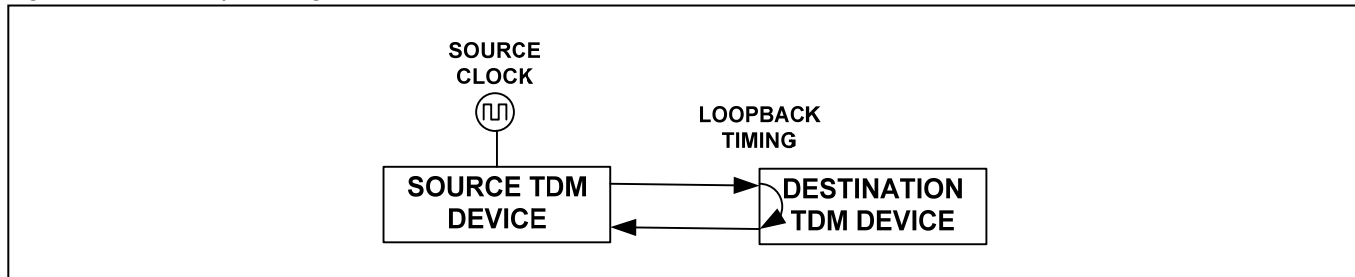 SOURCE
CLOCK
LOOPBACK
TIMING
SOURCE TDM
DEVICE
DESTINATION
TDM DEVICE